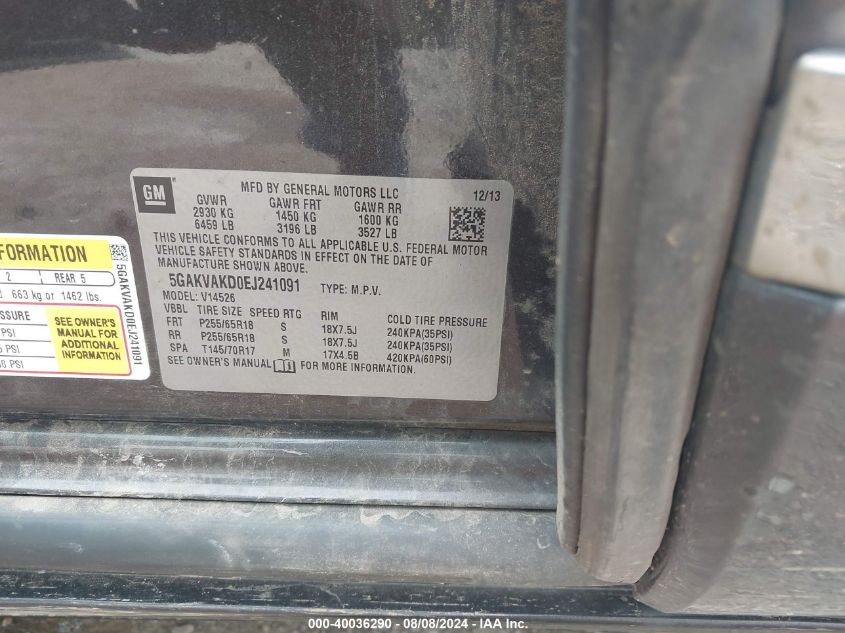 GM
MFD BY GENERAL MOTORS LLC
12/13
GVWR GAWR FRT GAWR RR
2930 KG 1450 KG 1600 KG
6459 LB 3196 LB 3527 LB
THIS VEHICLE CONFORMS TO ALL APPLICABLE U.S. FEDERAL MOTOR
VEHICLE SAFETY STANDARDS IN EFFECT ON THE DATE OF
MANUFACTURE SHOWN ABOVE.
5GAKVAKD0EJ241091 TYPE: M.P.V.
MODEL: V14526
VBBL TIRE SIZE SPEED RTG RIM COLD TIRE PRESSURE
FRT P255/65R18 S 18X7.5J 240KPA(35PSI)
RR P255/65R18 S 18X7.5J 240KPA(35PSI)
SPA T145/70R17 M 17X4.5B 420KPA(60PSI)
SEE OWNER'S MANUAL FOR MORE INFORMATION.
FORMATION
2 REAR 5
663 kg or 1462 lbs.
SSURE
SEE OWNER'S
MANUAL FOR
ADDITIONAL
INFORMATION
PSI
PSI
5GAKVAKD0EJ241091
000-40036290 - 08/08/2024 - IAAI - Copart, Inc.